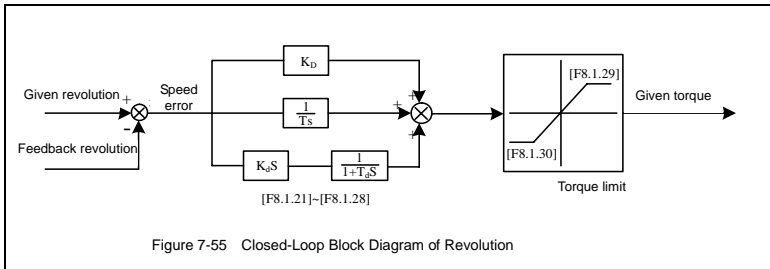 K_D
[F8.1.29]
Given revolution
+
Speed
error
+
1
Ts
+
Given torque
-
Feedback revolution
+
[F8.1.30]
K_dS
1
1+T_dS
Torque limit
[F8.1.21]~[F8.1.28]
Figure 7-55 Closed-Loop Block Diagram of Revolution